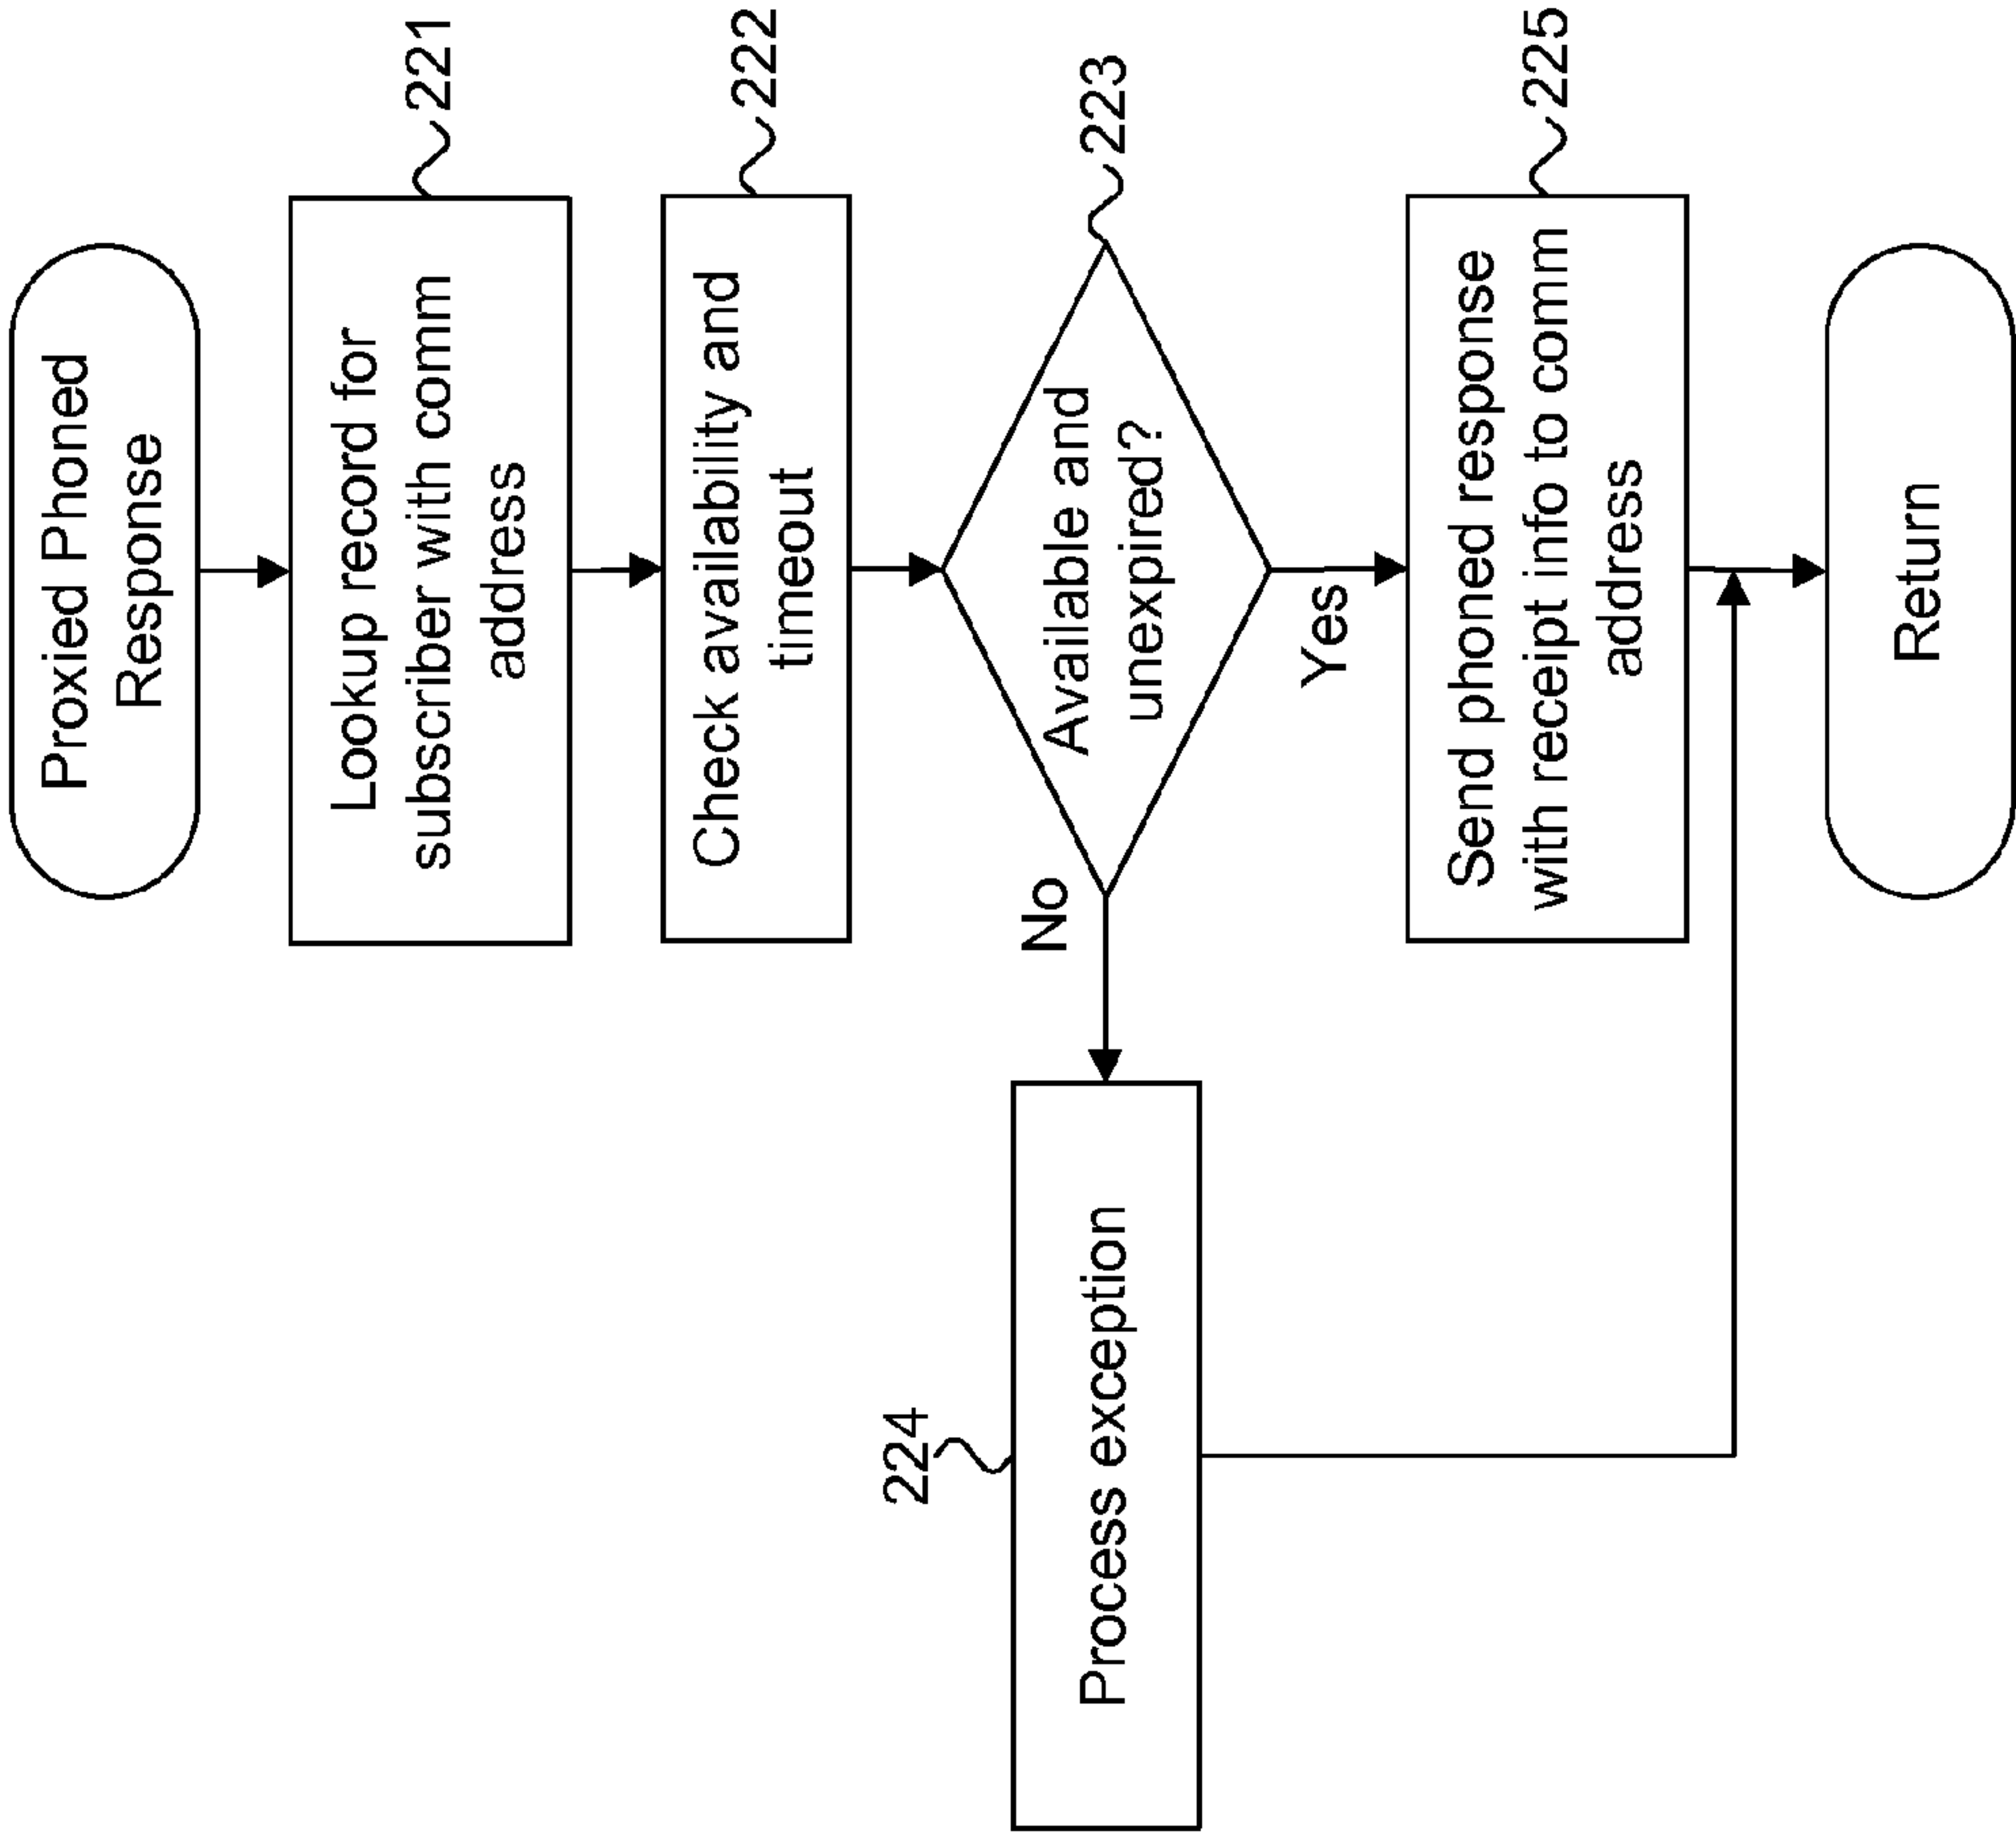 Proxied Phoned
Response
221
Lookup record for
subscriber with comm
address
222
Check availability and
timeout
223
Available and
unexpired?
No
Yes
224
Process exception
225
Send phoned response
with receipt info to comm
address
Return